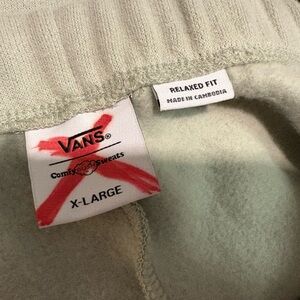 VANS®
Comfy Sweats
X-LARGE
RELAXED FIT
MADE IN CAMBODIA